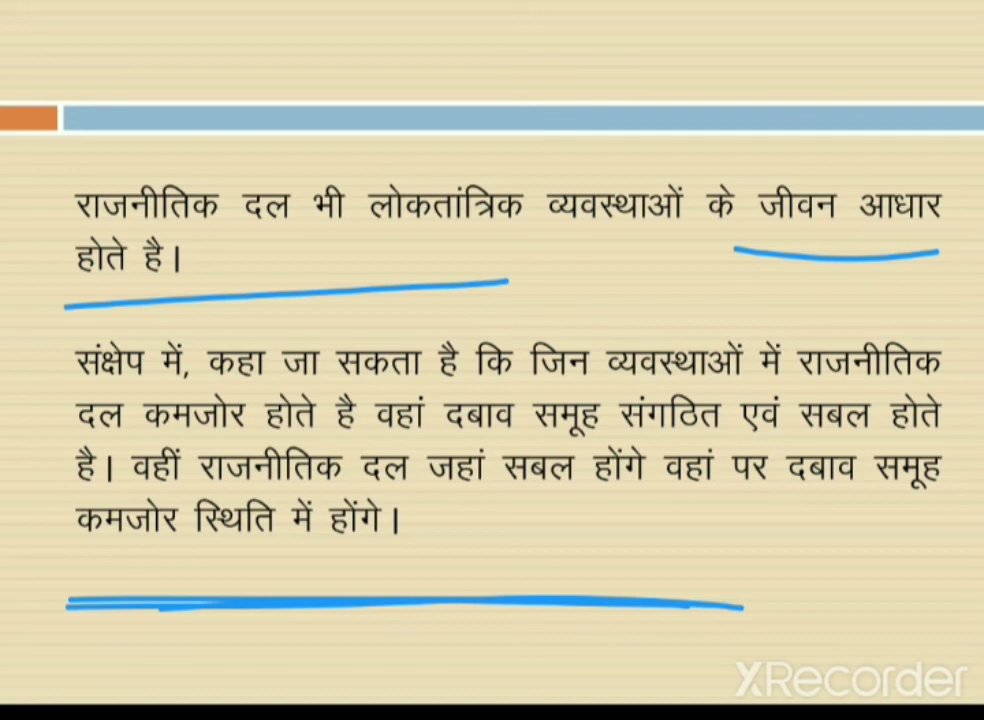 राजनीतिक दल भी लोकतांत्रिक व्यवस्थाओं के जीवन आधार
होते है।
संक्षेप में, कहा जा सकता है कि जिन व्यवस्थाओं में राजनीतिक
दल कमजोर होते है वहां दबाव समूह संगठित एवं सबल होते
है। वहीं राजनीतिक दल जहां सबल होंगे वहां पर दबाव समूह
कमजोर स्थिति में होंगे।
XRecorder